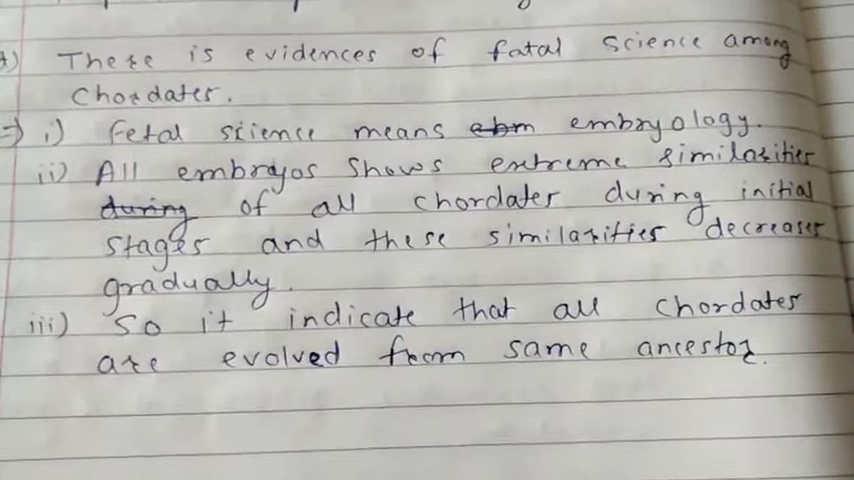 There is evidences of fatal science among
Chordates.
=> i) Fetal science means ebm embryology.
ii) All embrayos shows extreme similarities
during of all chordates during initial
stages and these similarities decreases
gradually.
iii) So it indicate that all chordates
are evolved from same ancestor.